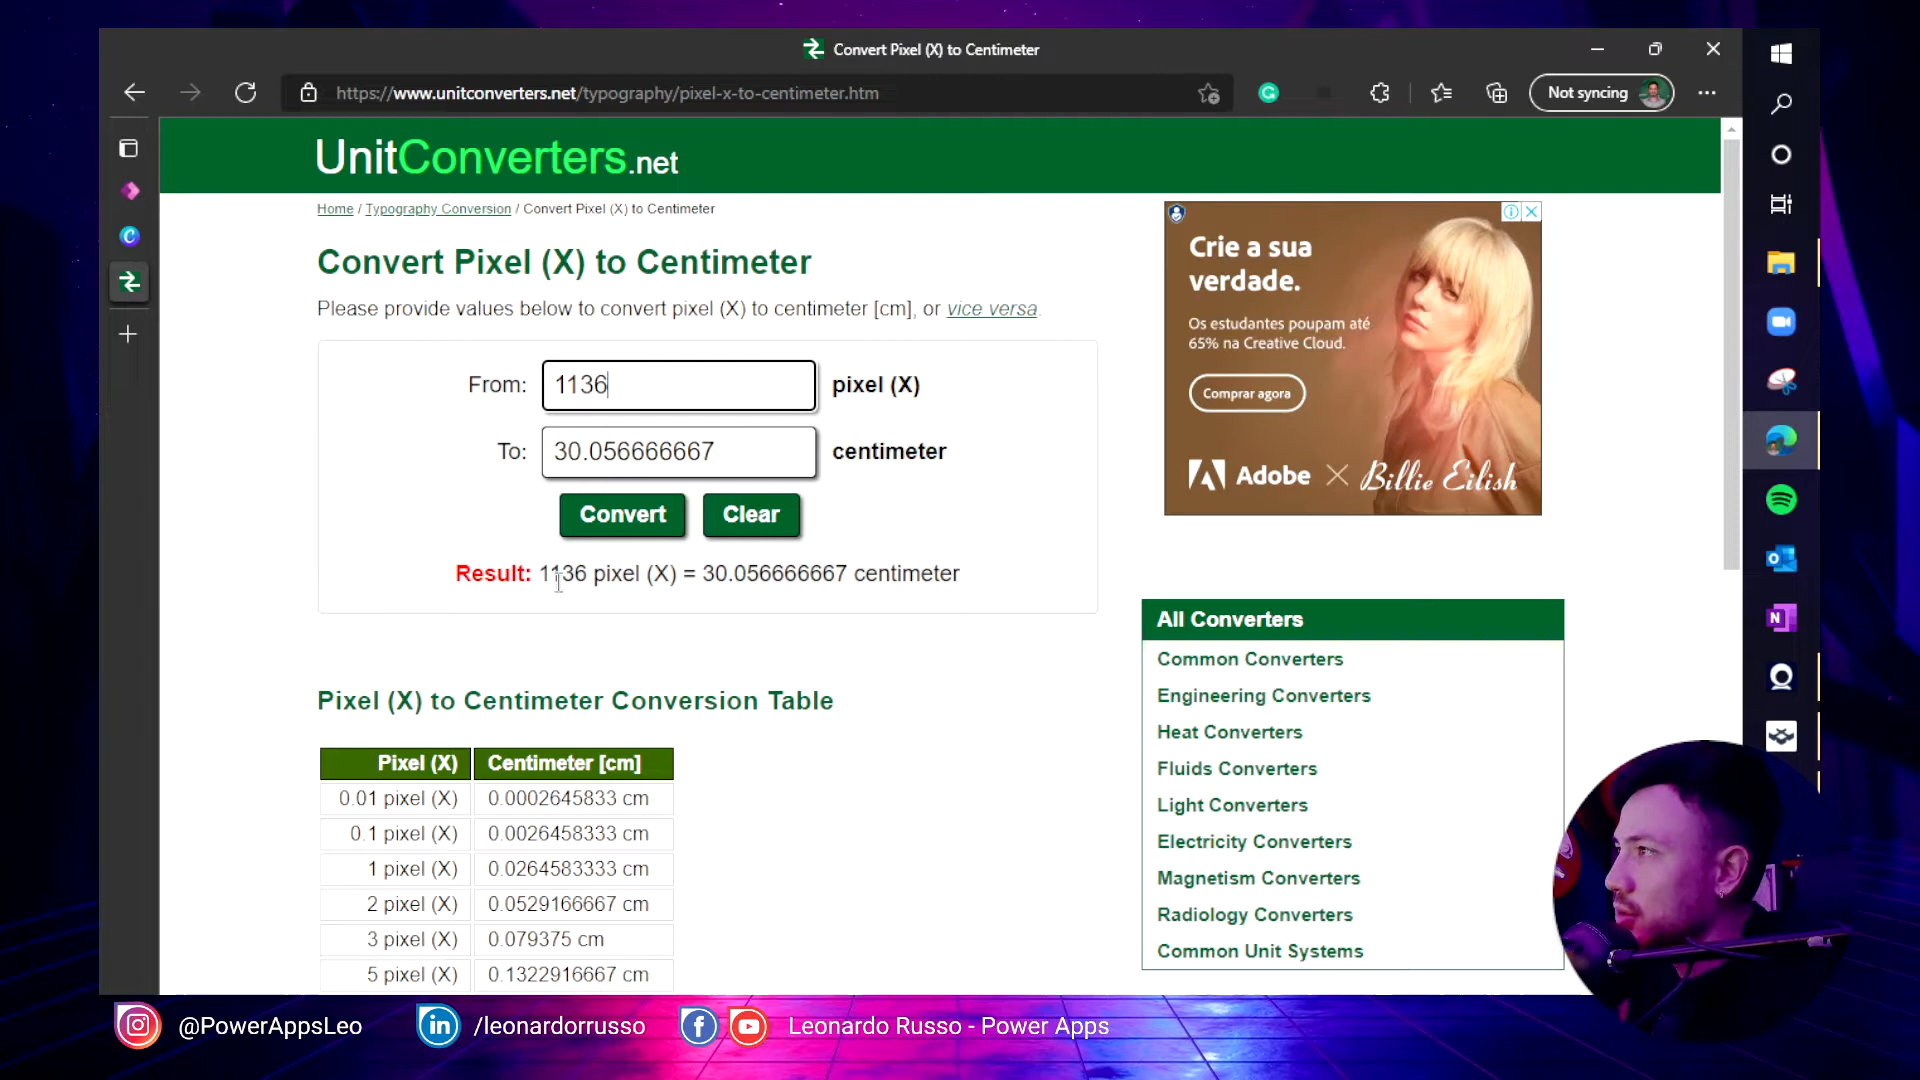 Convert Pixel (X) to Centimeter
https://www.unitconverters.net/typography/pixel-x-to-centimeter.htm
Not syncing
UnitConverters.net
Home / Typography Conversion / Convert Pixel (X) to Centimeter
Convert Pixel (X) to Centimeter
Please provide values below to convert pixel (X) to centimeter [cm], or vice versa.
From: 1136 pixel (X)
To: 30.056666667 centimeter
Convert Clear
Result: 1136 pixel (X) = 30.056666667 centimeter
Crie a sua
verdade.
Os estudantes poupam até
65% na Creative Cloud.
Comprar agora
Adobe × Billie Eilish
Pixel (X) to Centimeter Conversion Table
Pixel (X) Centimeter [cm]
0.01 pixel (X) 0.0002645833 cm
0.1 pixel (X) 0.0026458333 cm
1 pixel (X) 0.0264583333 cm
2 pixel (X) 0.0529166667 cm
3 pixel (X) 0.079375 cm
5 pixel (X) 0.1322916667 cm
All Converters
Common Converters
Engineering Converters
Heat Converters
Fluids Converters
Light Converters
Electricity Converters
Magnetism Converters
Radiology Converters
Common Unit Systems
@PowerAppsLeo
/leonardorrusso
Leonardo Russo - Power Apps